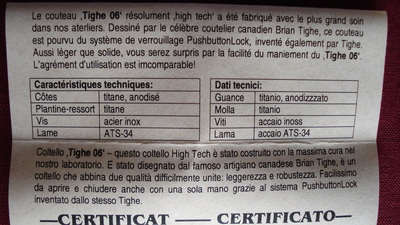 Le couteau ‚Tighe 06‘ résolument ‚high tech‘ a été fabriqué avec le plus grand soin
dans nos aterliers. Dessiné par le célèbre coutelier canadien Brian Tighe, ce couteau
est pourvu du système de verrouillage PushbuttonLock, inventé également par Tighe.
Aussi léger que solide, vous serez surpris par la facilité du maniement du ‚Tighe 06‘.
L'agrément d'utilisation est imcomparable!
Caractéristiques techniques:
Côtes titane, anodisé
Plantine-ressort titane
Vis acier inox
Lame ATS-34
Dati tecnici:
Guance titanio, anodizzzato
Molla titanio
Viti accaio inoss
Lama accaio ATS-34
Coltello ‚Tighe 06‘ – questo coltello High Tech è stato costruito con la massima cura nel
nostro laboratorio. E stato disegnato dal famoso artigiano canadese Brian Tighe, è un
coltello che abbina due qualità difficilmente unite: leggerezza e robustezza. Facilissimo
da aprire e chiudere anche con una sola mano grazie al sistema PushbuttonLock
inventato dallo stesso Tighe.
—CERTIFICAT — CERTIFICATO—